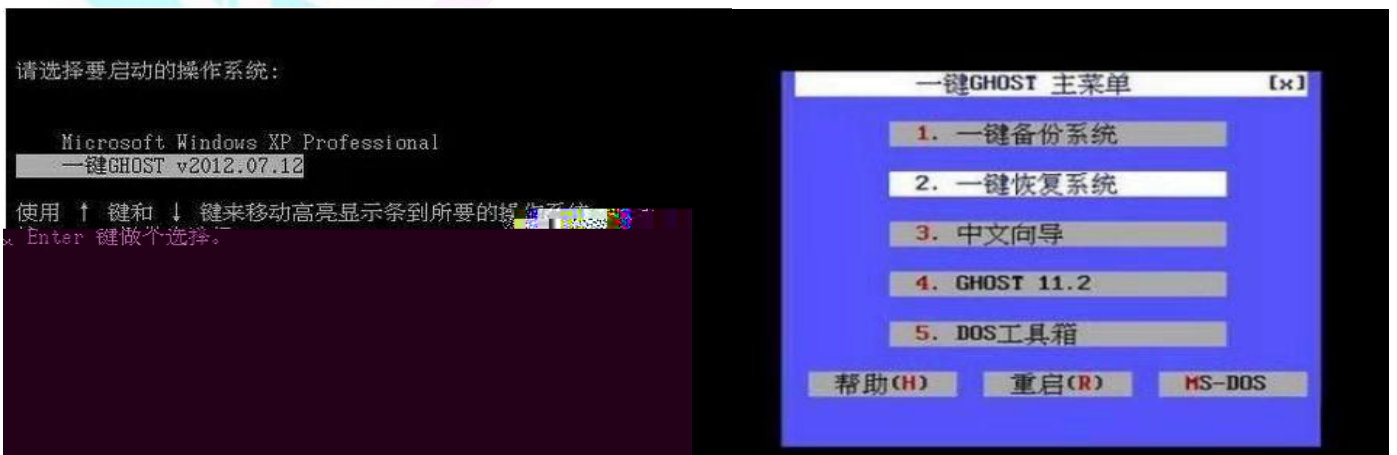 请选择要启动的操作系统:
Microsoft Windows XP Professional
一键GHOST v2012.07.12
使用 ↑ 键和 ↓ 键来移动高亮显示条到所要的操作系统
Enter 键做个选择。
一键GHOST 主菜单 [x]
1. 一键备份系统
2. 一键恢复系统
3. 中文向导
4. GHOST 11.2
5. DOS工具箱
帮助(H) 重启(R) MS-DOS